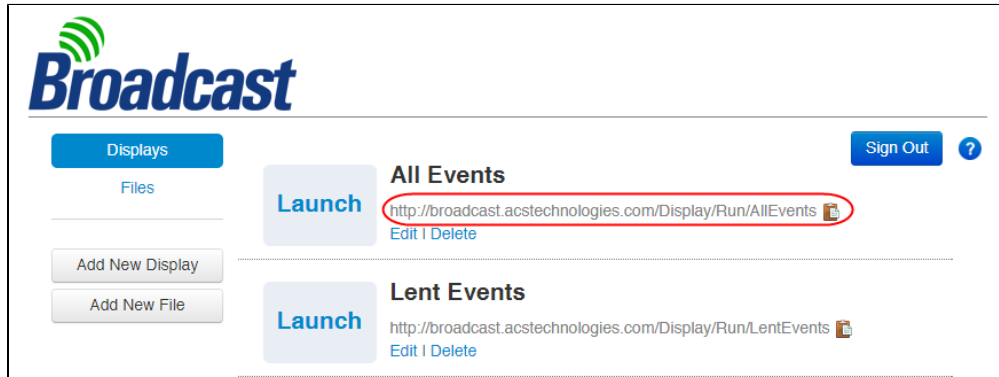 Broadcast
Displays
Files
Add New Display
Add New File
Sign Out
?
Launch
All Events
http://broadcast.acstechnologies.com/Display/Run/AllEvents
Edit | Delete
Launch
Lent Events
http://broadcast.acstechnologies.com/Display/Run/LentEvents
Edit | Delete